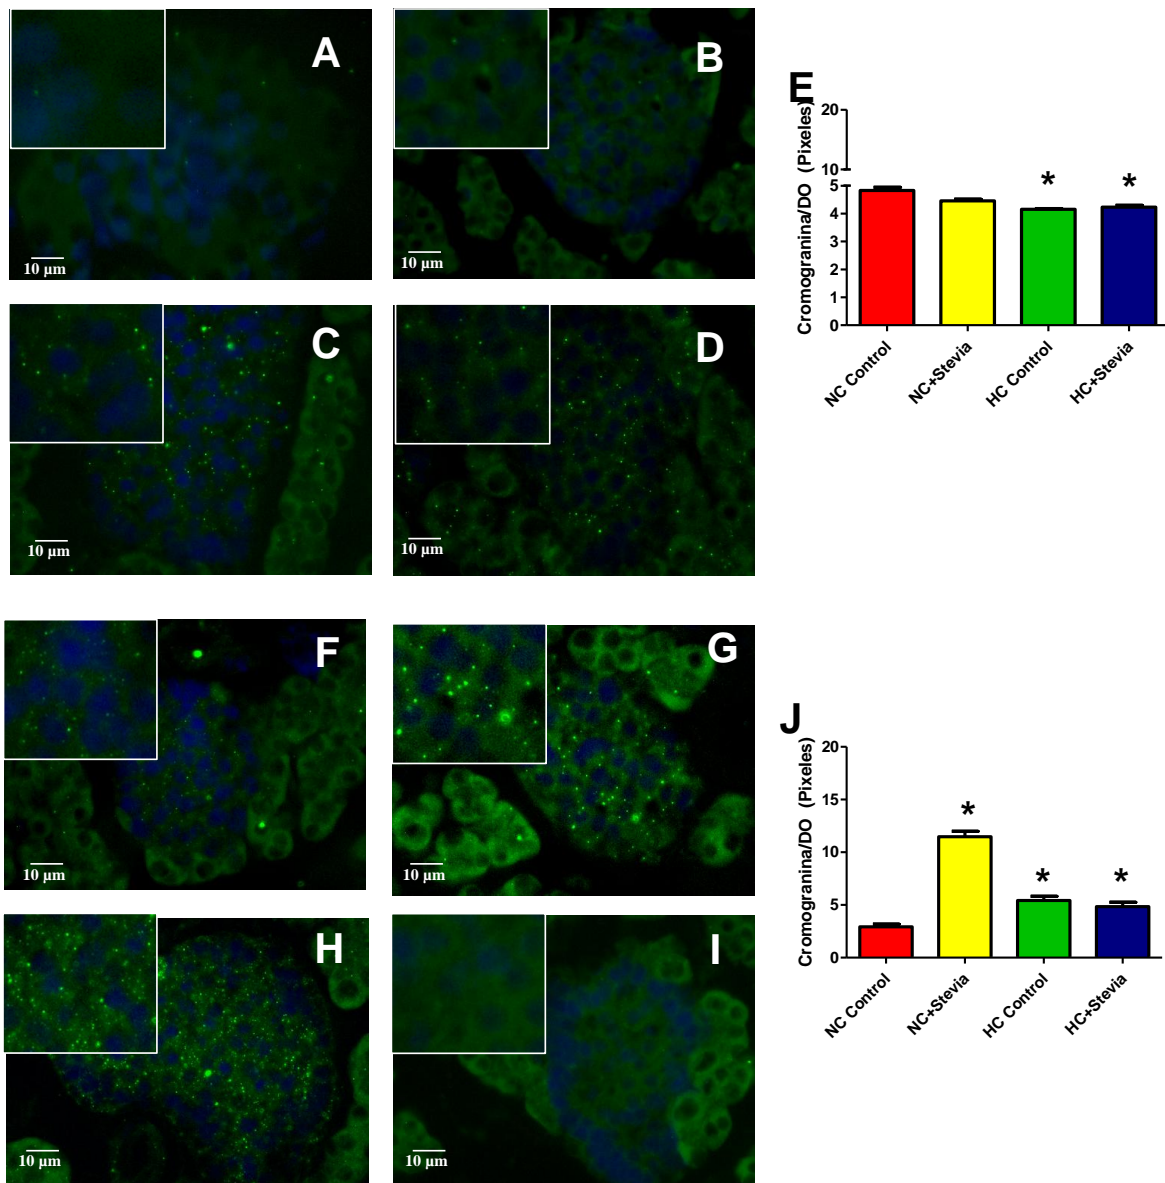 A
10 µm
B
10 µm
C
10 µm
D
10 µm
E
Cromogranina/DO (Pixeles)
20
10
5
4
3
2
1
0
*
*
NC Control
NC+Stevia
HC Control
HC+Stevia
F
10 µm
G
10 µm
H
10 µm
I
10 µm
J
Cromogranina/DO (Pixeles)
20
15
10
5
0
*
*
*
NC Control
NC+Stevia
HC Control
HC+Stevia